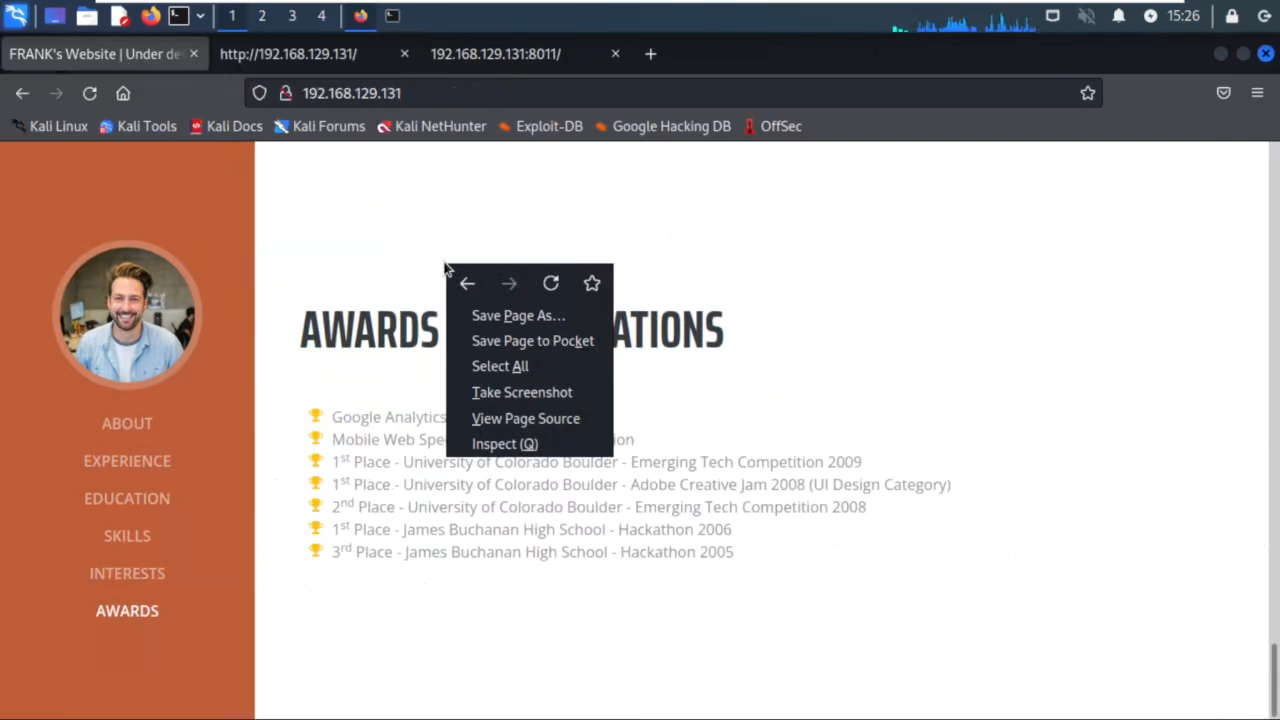 1 2 3 4 15:26
FRANK's Website | Under de
http://192.168.129.131/
192.168.129.131:8011/
192.168.129.131
Kali Linux Kali Tools Kali Docs Kali Forums Kali NetHunter Exploit-DB Google Hacking DB OffSec
ABOUT
EXPERIENCE
EDUCATION
SKILLS
INTERESTS
AWARDS
AWARDS ATIONS
Save Page As...
Save Page to Pocket
Select All
Take Screenshot
View Page Source
Inspect (Q)
Google Analytics
Mobile Web Spe ion
1st Place - University of Colorado Boulder - Emerging Tech Competition 2009
1st Place - University of Colorado Boulder - Adobe Creative Jam 2008 (UI Design Category)
2nd Place - University of Colorado Boulder - Emerging Tech Competition 2008
1st Place - James Buchanan High School - Hackathon 2006
3rd Place - James Buchanan High School - Hackathon 2005